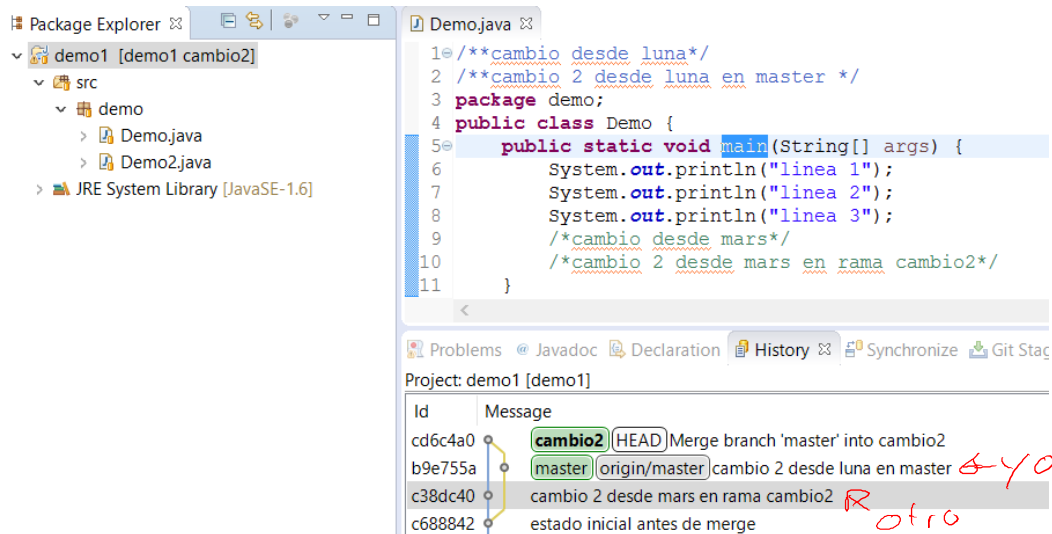 Package Explorer
demo1 [demo1 cambio2]
src
demo
Demo.java
Demo2.java
JRE System Library [JavaSE-1.6]
Demo.java
1 /**cambio desde luna*/
2 /**cambio 2 desde luna en master */
3 package demo;
4 public class Demo {
5 public static void main(String[] args) {
6 System.out.println("linea 1");
7 System.out.println("linea 2");
8 System.out.println("linea 3");
9 /*cambio desde mars*/
10 /*cambio 2 desde mars en rama cambio2*/
11 }
Problems @ Javadoc Declaration History Synchronize Git Stag
Project: demo1 [demo1]
Id Message
cd6c4a0 cambio2 HEAD Merge branch 'master' into cambio2
b9e755a master origin/master cambio 2 desde luna en master yo
c38dc40 cambio 2 desde mars en rama cambio2
otro
c688842 estado inicial antes de merge